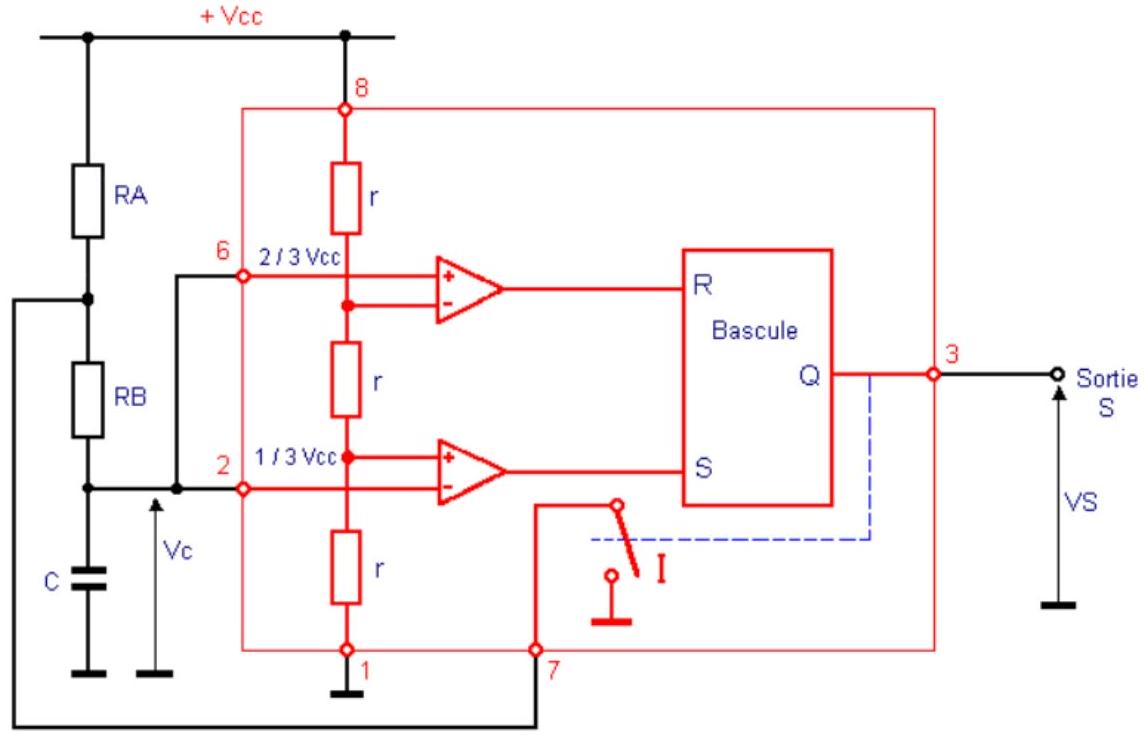 + Vcc
8
RA
r
6
2 / 3 Vcc
+
-
R
Bascule
3
r
Q
Sortie
S
RB
2
1 / 3 Vcc
+
-
S
VS
Vc
C
r
I
1
7